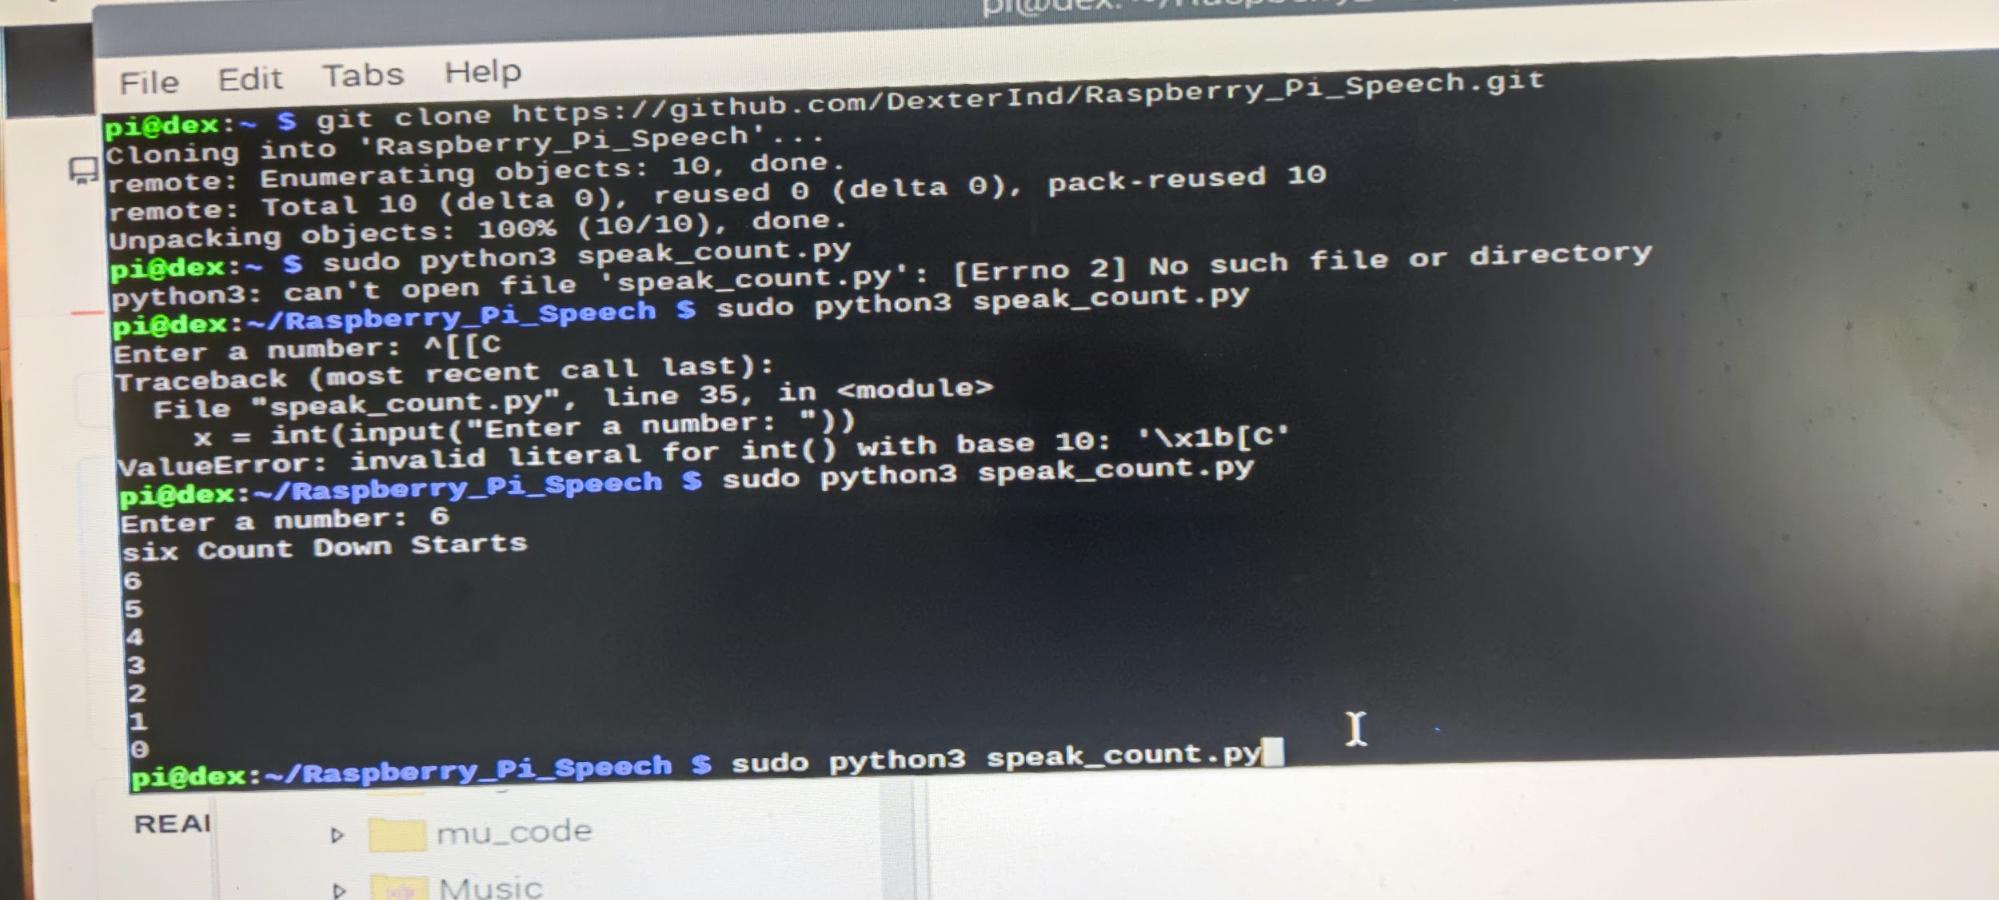 File Edit Tabs Help
pi@dex:~ $ git clone https://github.com/DexterInd/Raspberry_Pi_Speech.git
Cloning into 'Raspberry_Pi_Speech'...
remote: Enumerating objects: 10, done.
remote: Total 10 (delta 0), reused 0 (delta 0), pack-reused 10
Unpacking objects: 100% (10/10), done.
pi@dex:~ $ sudo python3 speak_count.py
python3: can't open file 'speak_count.py': [Errno 2] No such file or directory
pi@dex:~/Raspberry_Pi_Speech $ sudo python3 speak_count.py
Enter a number: ^[[C
Traceback (most recent call last):
  File "speak_count.py", line 35, in <module>
    x = int(input("Enter a number: "))
ValueError: invalid literal for int() with base 10: '\x1b[C'
pi@dex:~/Raspberry_Pi_Speech $ sudo python3 speak_count.py
Enter a number: 6
six Count Down Starts
6
5
4
3
2
1
0
pi@dex:~/Raspberry_Pi_Speech $ sudo python3 speak_count.py
mu_code
Music